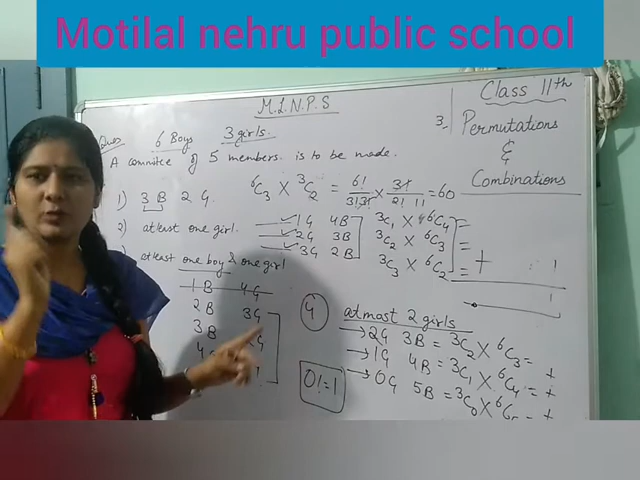 Motilal nehru public school
M.L.N.P.S
Class 11th
3. Permutations
&
Combinations
Ques 6 Boys 3 girls.
A commitee of 5 members is to be made.
1) 3 B 2 G. ⁶C₃ X ³C₂ = 6!/3!3! X 3!/2! 1! = 60
2) atleast one girl. 1G 4B ³C₁ X ⁶C₄ =
2G 3B ³C₂ X ⁶C₃ =
3G 2B ³C₃ X ⁶C₂ = +
atleast one boy & one girl
1B 4G
2B 3G
3B G
4
4 atmost 2 girls
→ 2G 3B = ³C₂ X ⁶C₃ = +
→ 1G 4B = ³C₁ X ⁶C₄ = +
→ 0G 5B = ³C₀ X ⁶C = +
0! = 1